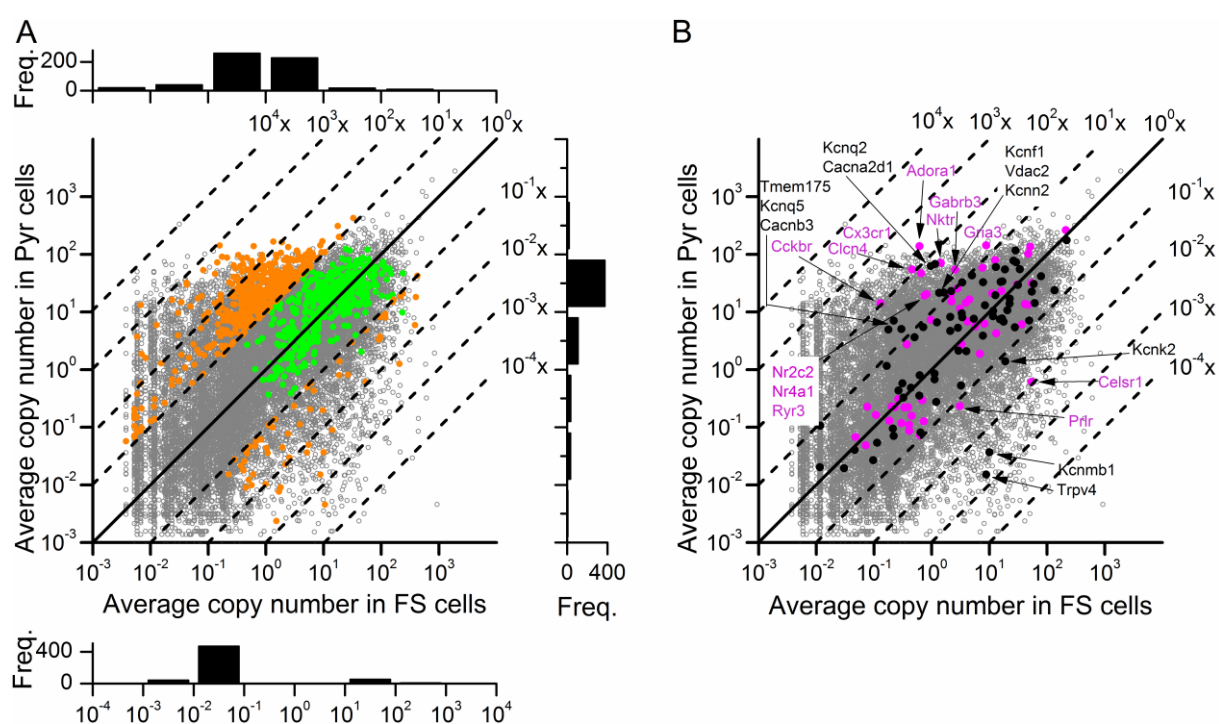 A
Freq.
200
0
10⁴x
10³x
10²x
10¹x
10⁰x
10⁻¹x
10⁻²x
10⁻³x
10⁻⁴x
Average copy number in Pyr cells
10³
10²
10¹
10⁰
10⁻¹
10⁻²
10⁻³
10⁻³ 10⁻² 10⁻¹ 10⁰ 10¹ 10² 10³
Average copy number in FS cells
0 400
Freq.
Freq.
400
0
10⁻⁴ 10⁻³ 10⁻² 10⁻¹ 10⁰ 10¹ 10² 10³ 10⁴
B
10⁴x
10³x
10²x
10¹x
10⁰x
10⁻¹x
10⁻²x
10⁻³x
10⁻⁴x
Kcnq2
Cacna2d1
Adora1
Kcnf1
Vdac2
Kcnn2
Tmem175
Kcnq5
Cacnb3
Gabrb3
Nktr
Cx3cr1
Gria3
Cckbr
Clcn4
Nr2c2
Nr4a1
Ryr3
Kcnk2
Celsr1
Prlr
Kcnmb1
Trpv4
Average copy number in Pyr cells
10³
10²
10¹
10⁰
10⁻¹
10⁻²
10⁻³
10⁻³ 10⁻² 10⁻¹ 10⁰ 10¹ 10² 10³
Average copy number in FS cells